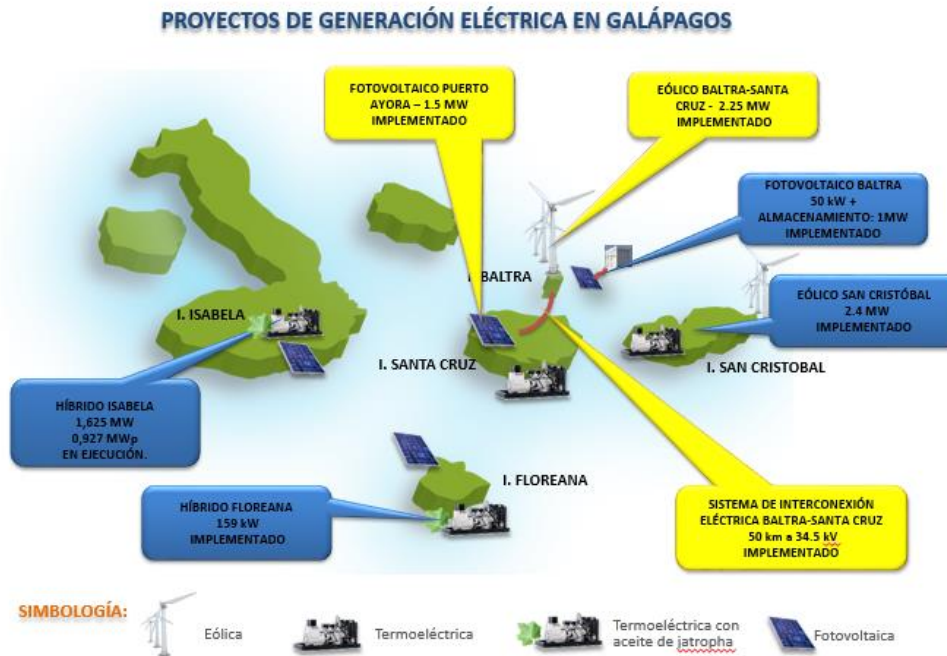 PROYECTOS DE GENERACIÓN ELÉCTRICA EN GALÁPAGOS
FOTOVOLTAICO PUERTO
AYORA – 1.5 MW
IMPLEMENTADO
EÓLICO BALTRA-SANTA
CRUZ - 2.25 MW
IMPLEMENTADO
FOTOVOLTAICO BALTRA
50 kW +
ALMACENAMIENTO: 1MW
IMPLEMENTADO
BALTRA
EÓLICO SAN CRISTÓBAL
2.4 MW
IMPLEMENTADO
I. ISABELA
I. SANTA CRUZ
I. SAN CRISTOBAL
HÍBRIDO ISABELA
1,625 MW
0,927 MWp
EN EJECUCIÓN.
I. FLOREANA
HÍBRIDO FLOREANA
159 kW
IMPLEMENTADO
SISTEMA DE INTERCONEXIÓN
ELÉCTRICA BALTRA-SANTA CRUZ
50 km a 34.5 kV
IMPLEMENTADO
SIMBOLOGÍA:
Eólica
Termoeléctrica
Termoeléctrica con
aceite de jatropha
Fotovoltaica